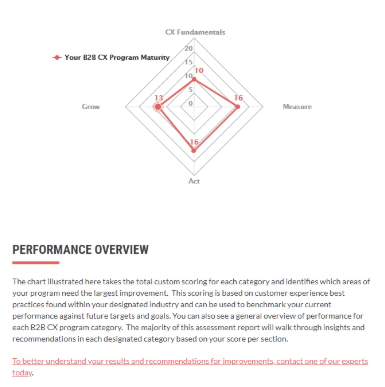 CX Fundamentals
Your B2B CX Program Maturity
20
15
10
10
5
0
13
16
Grow
Measure
16
Act
PERFORMANCE OVERVIEW
The chart illustrated here takes the total custom scoring for each category and identifies which areas of
your program need the largest improvement. This scoring is based on customer experience best
practices found within your designated industry and can be used to benchmark your current
performance against future targets and goals. You can also see a general overview of performance for
each B2B CX program category. The majority of this assessment report will walk through insights and
recommendations in each designated category based on your score per section.
To better understand your results and recommendations for improvements, contact one of our experts
today.